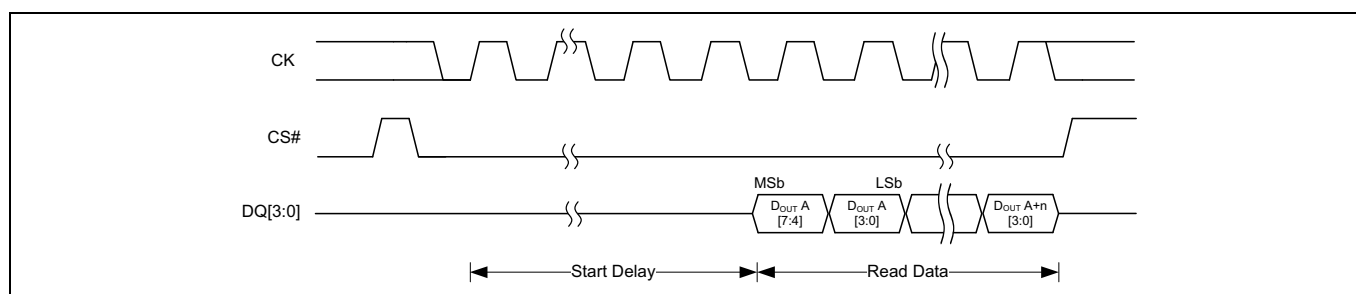 CK
CS#
MSb LSb
DQ[3:0]
DOUT A DOUT A DOUT A+n
[7:4] [3:0] [3:0]
Start Delay Read Data